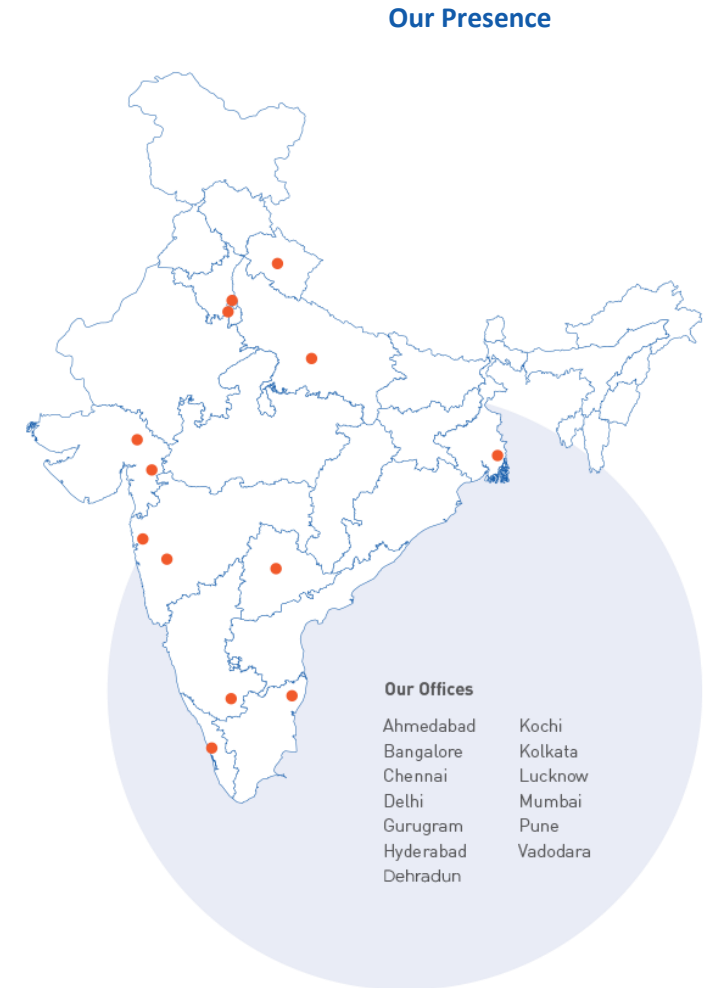 Our Presence
Our Offices
Ahmedabad
Bangalore
Chennai
Delhi
Gurugram
Hyderabad
Dehradun
Kochi
Kolkata
Lucknow
Mumbai
Pune
Vadodara